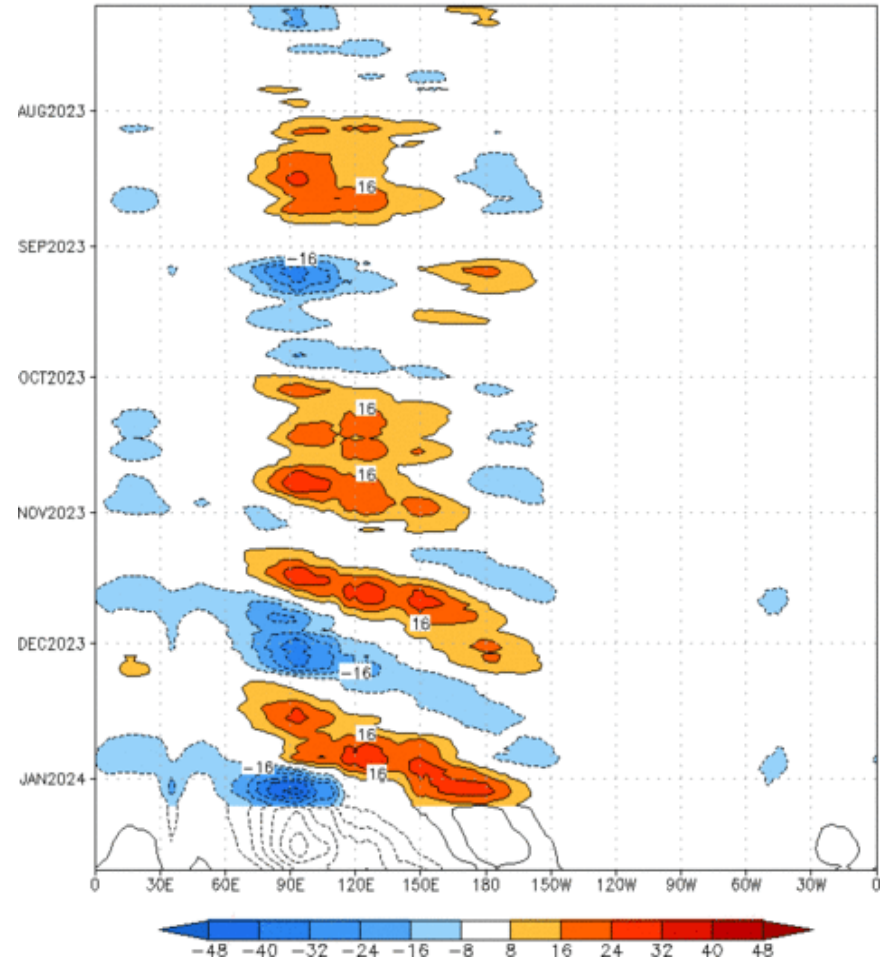 AUG2023
16
SEP2023
-16
OCT2023
16
16
NOV2023
16
DEC2023
-16
16
-16 16
JAN2024
0 30E 60E 90E 120E 150E 180 150W 120W 90W 60W 30W 0
-48 -40 -32 -24 -16 -8 8 16 24 32 40 48